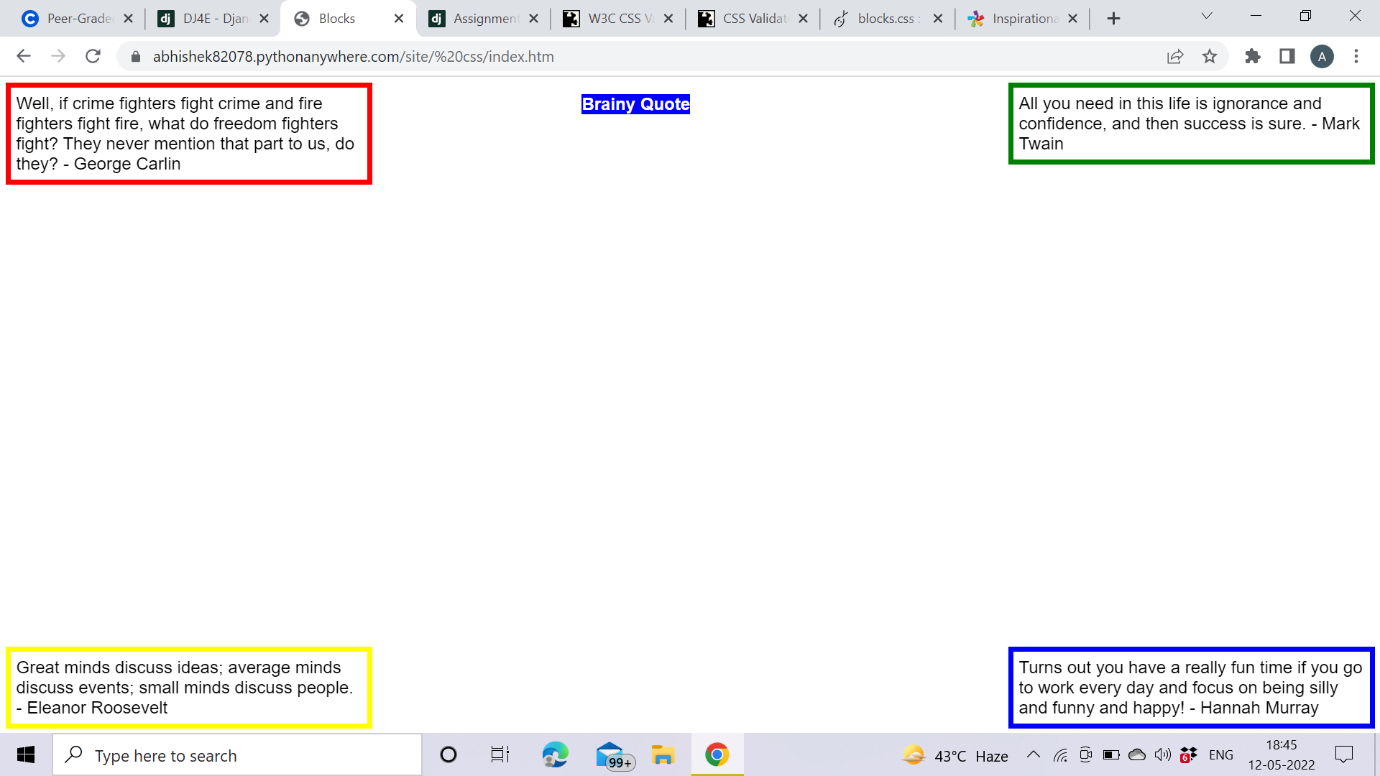 Peer-Grade
DJ4E - Djan
Blocks
Assignment
W3C CSS V
CSS Validat
blocks.css :
Inspirationa
abhishek82078.pythonanywhere.com/site/%20css/index.htm
A
Well, if crime fighters fight crime and fire
fighters fight fire, what do freedom fighters
fight? They never mention that part to us, do
they? - George Carlin
Brainy Quote
All you need in this life is ignorance and
confidence, and then success is sure. - Mark
Twain
Great minds discuss ideas; average minds
discuss events; small minds discuss people.
- Eleanor Roosevelt
Turns out you have a really fun time if you go
to work every day and focus on being silly
and funny and happy! - Hannah Murray
Type here to search
99+
43°C Haze
6
ENG
18:45
12-05-2022